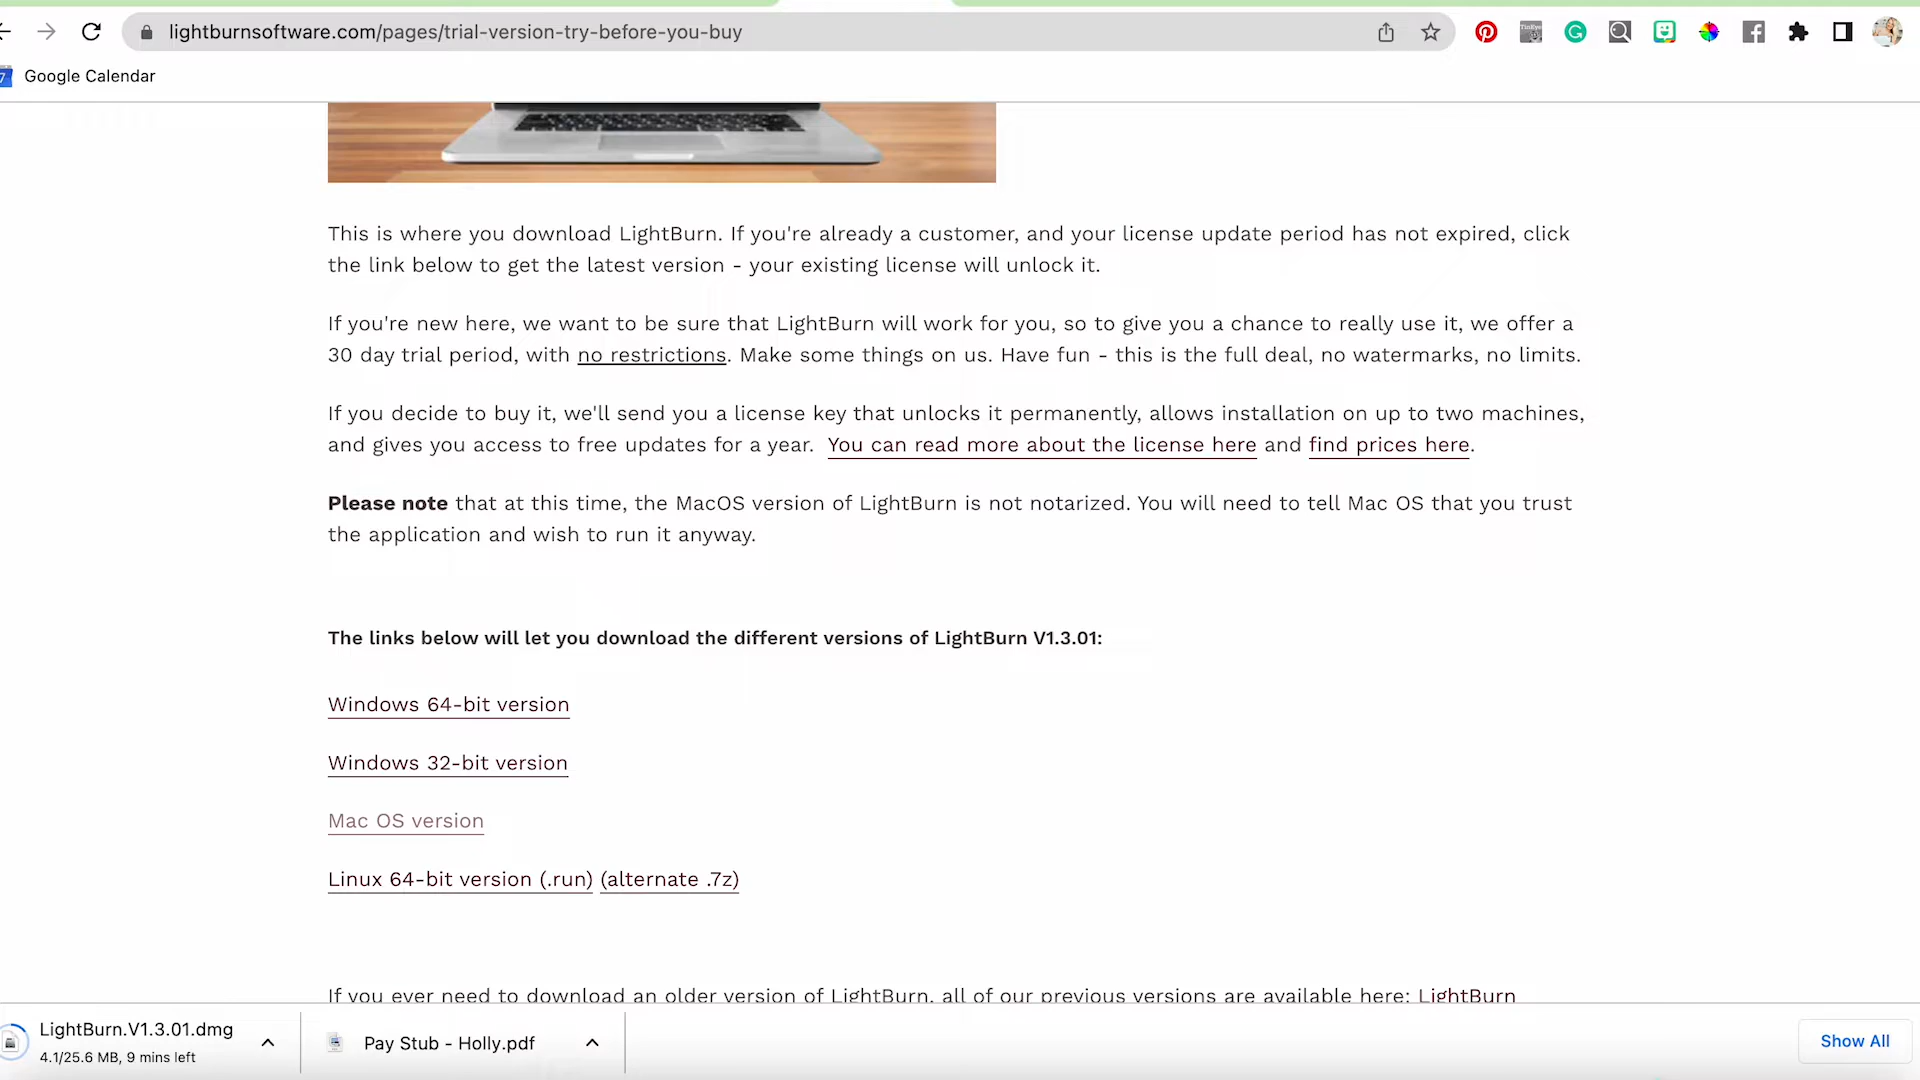 lightburnsoftware.com/pages/trial-version-try-before-you-buy
7 Google Calendar
This is where you download LightBurn. If you're already a customer, and your license update period has not expired, click
the link below to get the latest version - your existing license will unlock it.
If you're new here, we want to be sure that LightBurn will work for you, so to give you a chance to really use it, we offer a
30 day trial period, with no restrictions. Make some things on us. Have fun - this is the full deal, no watermarks, no limits.
If you decide to buy it, we'll send you a license key that unlocks it permanently, allows installation on up to two machines,
and gives you access to free updates for a year. You can read more about the license here and find prices here.
Please note that at this time, the MacOS version of LightBurn is not notarized. You will need to tell Mac OS that you trust
the application and wish to run it anyway.
The links below will let you download the different versions of LightBurn V1.3.01:
Windows 64-bit version
Windows 32-bit version
Mac OS version
Linux 64-bit version (.run) (alternate .7z)
If you ever need to download an older version of LightBurn, all of our previous versions are available here: LightBurn
LightBurn.V1.3.01.dmg
4.1/25.6 MB, 9 mins left
Pay Stub - Holly.pdf
Show All